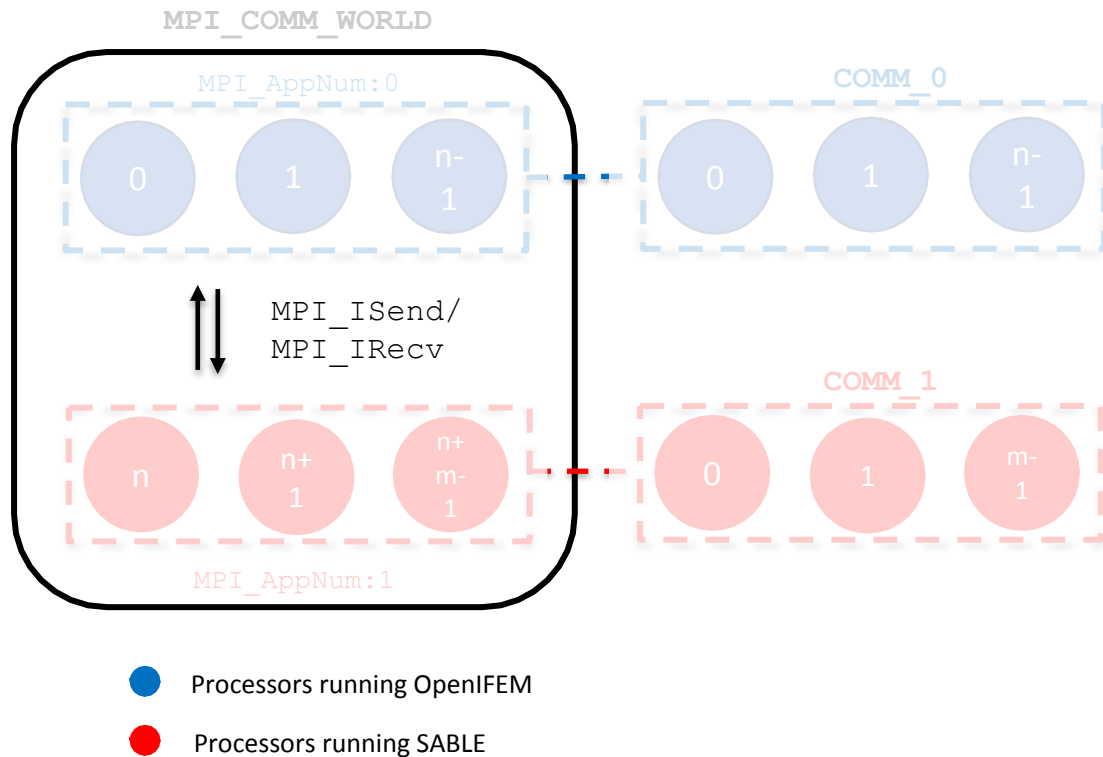 MPI_COMM_WORLD
MPI_AppNum:0
COMM_0
0
1
n-
1
0
1
n-
1
MPI_ISend/
MPI_IRecv
COMM_1
n
n+
1
n+
m-
1
0
1
m-
1
MPI_AppNum:1
Processors running OpenIFEM
Processors running SABLE